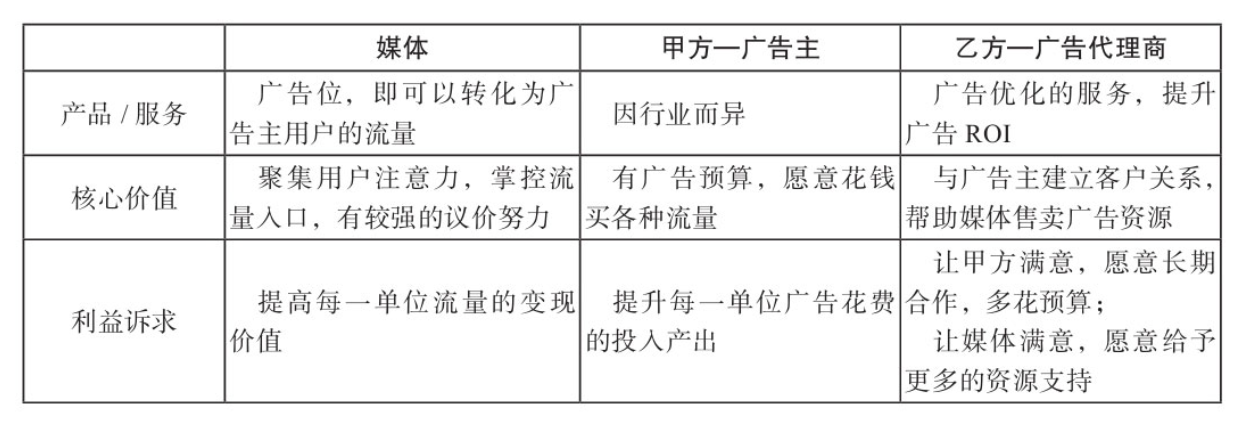 媒体
甲方—广告主
乙方—广告代理商
产品 / 服务
广告位，即可以转化为广
告主用户的流量
因行业而异
广告优化的服务，提升
广告 ROI
核心价值
聚集用户注意力，掌控流
量入口，有较强的议价努力
有广告预算，愿意花钱
买各种流量
与广告主建立客户关系，
帮助媒体售卖广告资源
利益诉求
提高每一单位流量的变现
价值
提升每一单位广告花费
的投入产出
让甲方满意，愿意长期
合作，多花预算；
让媒体满意，愿意给予
更多的资源支持